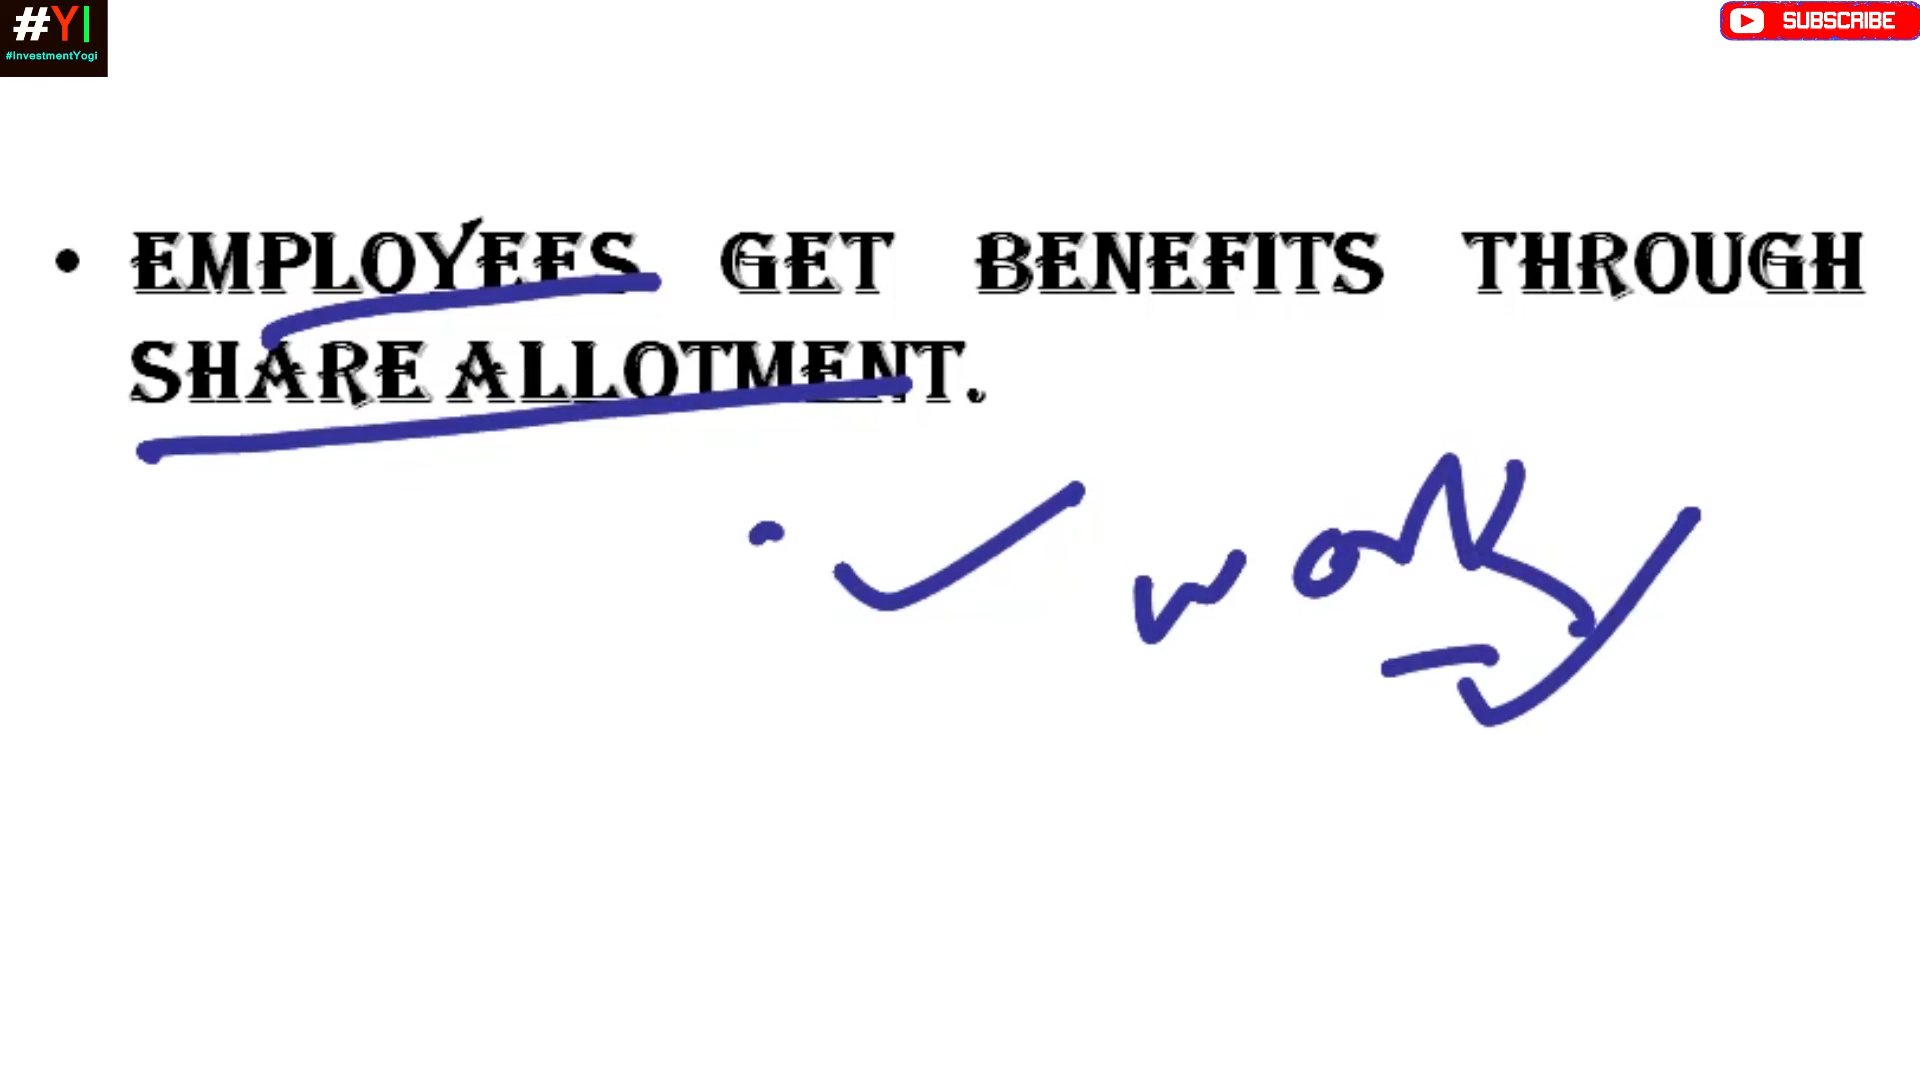 #YI
#InvestmentYogi
SUBSCRIBE
• EMPLOYEES GET BENEFITS THROUGH
SHARE ALLOTMENT.
work